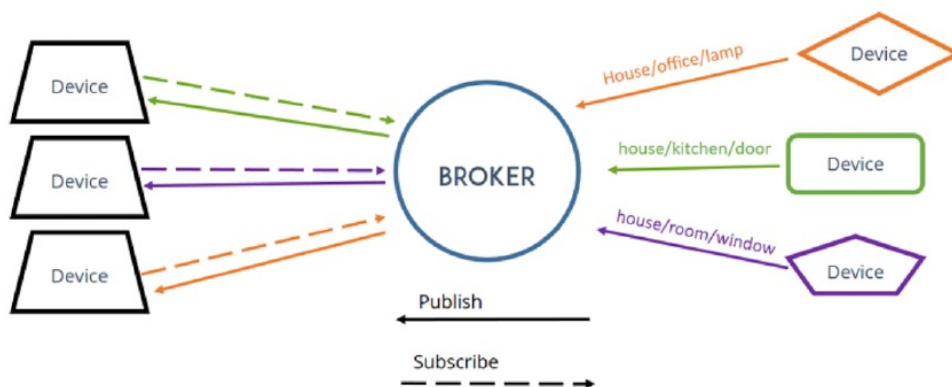 Device
Device
Device
BROKER
House/office/lamp
house/kitchen/door
house/room/window
Device
Device
Device
Publish
Subscribe